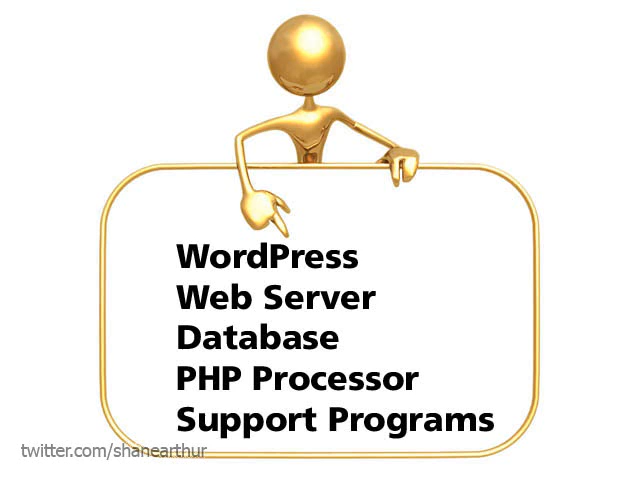 WordPress
Web Server
Database
PHP Processor
Support Programs
twitter.com/shanearthur